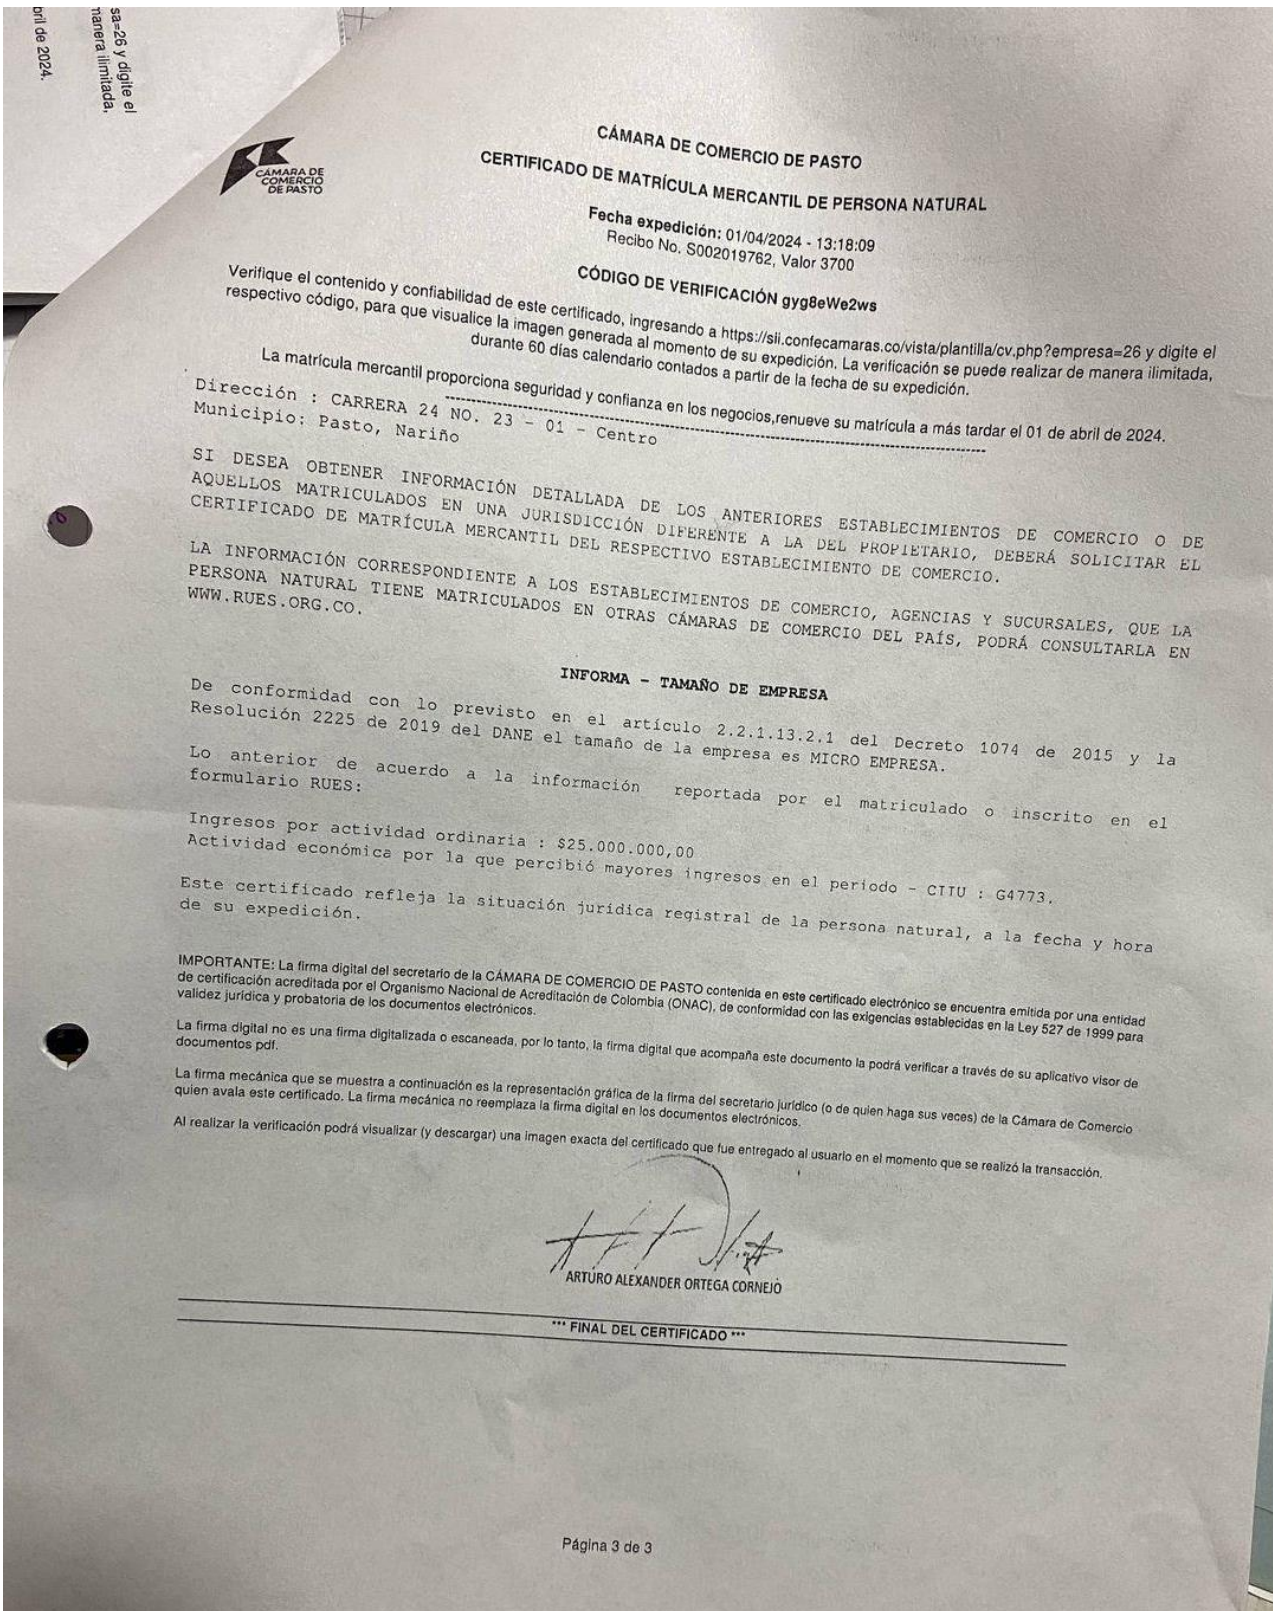 sa=26 y digite el
manera ilimitada,
bril de 2024.
CÁMARA DE
COMERCIO
DE PASTO
CÁMARA DE COMERCIO DE PASTO
CERTIFICADO DE MATRÍCULA MERCANTIL DE PERSONA NATURAL
Fecha expedición: 01/04/2024 - 13:18:09
Recibo No. S002019762, Valor 3700
CÓDIGO DE VERIFICACIÓN gyg8eWe2ws
Verifique el contenido y confiabilidad de este certificado, ingresando a https://sii.confecamaras.co/vista/plantilla/cv.php?empresa=26 y digite el
respectivo código, para que visualice la imagen generada al momento de su expedición. La verificación se puede realizar de manera ilimitada,
durante 60 días calendario contados a partir de la fecha de su expedición.
La matrícula mercantil proporciona seguridad y confianza en los negocios,renueve su matrícula a más tardar el 01 de abril de 2024.
Dirección : CARRERA 24 NO. 23 - 01 - Centro
Municipio: Pasto, Nariño
SI DESEA OBTENER INFORMACIÓN DETALLADA DE LOS ANTERIORES ESTABLECIMIENTOS DE COMERCIO O DE
AQUELLOS MATRICULADOS EN UNA JURISDICCIÓN DIFERENTE A LA DEL PROPIETARIO, DEBERÁ SOLICITAR EL
CERTIFICADO DE MATRÍCULA MERCANTIL DEL RESPECTIVO ESTABLECIMIENTO DE COMERCIO.
LA INFORMACIÓN CORRESPONDIENTE A LOS ESTABLECIMIENTOS DE COMERCIO, AGENCIAS Y SUCURSALES, QUE LA
PERSONA NATURAL TIENE MATRICULADOS EN OTRAS CÁMARAS DE COMERCIO DEL PAÍS, PODRÁ CONSULTARLA EN
WWW.RUES.ORG.CO.
INFORMA - TAMAÑO DE EMPRESA
De conformidad con lo previsto en el artículo 2.2.1.13.2.1 del Decreto 1074 de 2015 y la
Resolución 2225 de 2019 del DANE el tamaño de la empresa es MICRO EMPRESA.
Lo anterior de acuerdo a la información reportada por el matriculado o inscrito en el
formulario RUES:
Ingresos por actividad ordinaria : $25.000.000,00
Actividad económica por la que percibió mayores ingresos en el periodo - CIIU : G4773.
Este certificado refleja la situación jurídica registral de la persona natural, a la fecha y hora
de su expedición.
IMPORTANTE: La firma digital del secretario de la CÁMARA DE COMERCIO DE PASTO contenida en este certificado electrónico se encuentra emitida por una entidad
de certificación acreditada por el Organismo Nacional de Acreditación de Colombia (ONAC), de conformidad con las exigencias establecidas en la Ley 527 de 1999 para
validez jurídica y probatoria de los documentos electrónicos.
La firma digital no es una firma digitalizada o escaneada, por lo tanto, la firma digital que acompaña este documento la podrá verificar a través de su aplicativo visor de
documentos pdf.
La firma mecánica que se muestra a continuación es la representación gráfica de la firma del secretario jurídico (o de quien haga sus veces) de la Cámara de Comercio
quien avala este certificado. La firma mecánica no reemplaza la firma digital en los documentos electrónicos.
Al realizar la verificación podrá visualizar (y descargar) una imagen exacta del certificado que fue entregado al usuario en el momento que se realizó la transacción.
ARTURO ALEXANDER ORTEGA CORNEJO
*** FINAL DEL CERTIFICADO ***
Página 3 de 3